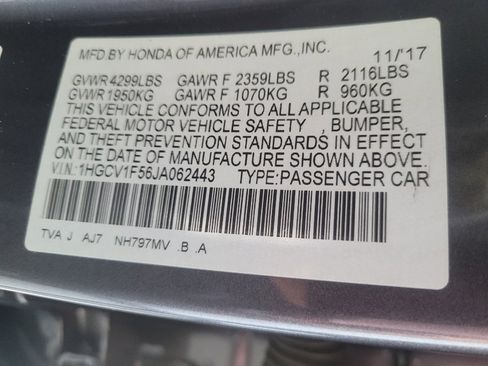 MFD.BY HONDA OF AMERICA MFG.,INC. 11/'17
GVWR 4299LBS GAWR F 2359LBS R 2116LBS
GVWR 1950KG GAWR F 1070KG R 960KG
THIS VEHICLE CONFORMS TO ALL APPLICABLE
FEDERAL MOTOR VEHICLE SAFETY , BUMPER,
AND THEFT PREVENTION STANDARDS IN EFFECT
ON THE DATE OF MANUFACTURE SHOWN ABOVE.
V.I.N.:1HGCV1F56JA062443 TYPE:PASSENGER CAR
TVA J AJ7 NH797MV .B .A